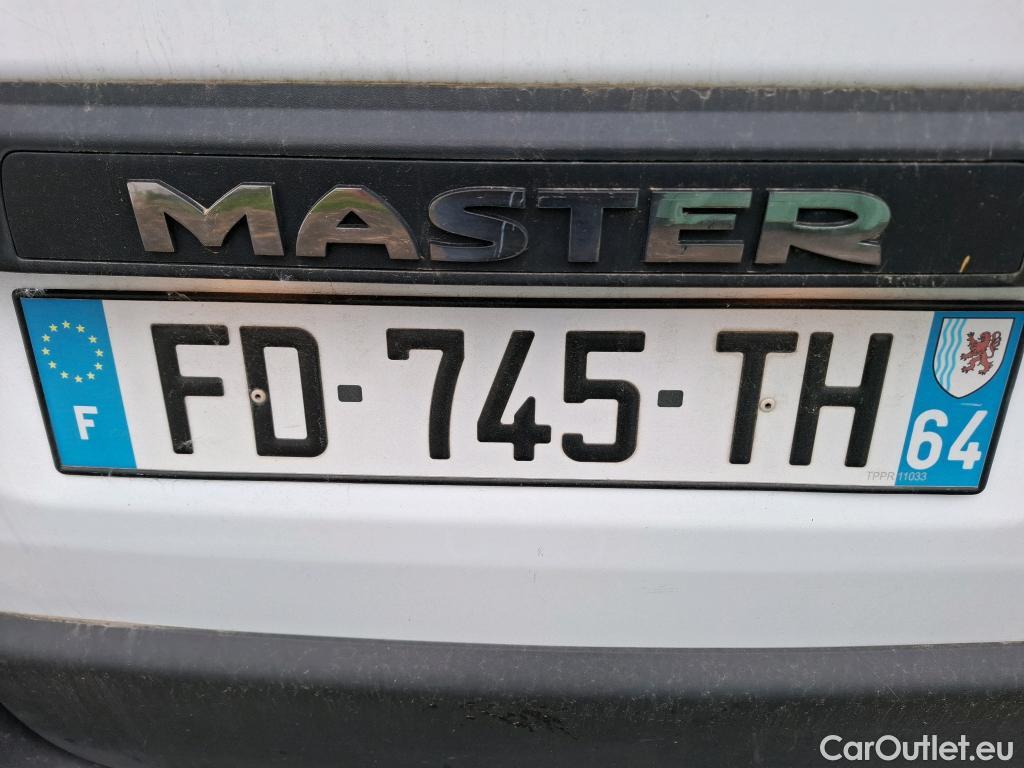 MASTER
F FD-745-TH 64
TPPR 11033
CarOutlet.eu